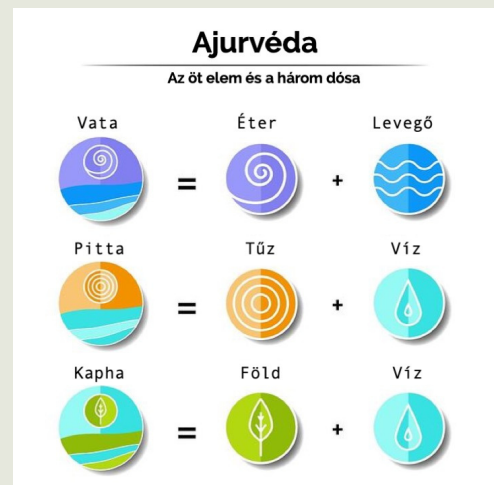 Ajurvéda
Az öt elem és a három dósa
Vata Éter Levegő
= +
Pitta Tűz Víz
= +
Kapha Föld Víz
= +